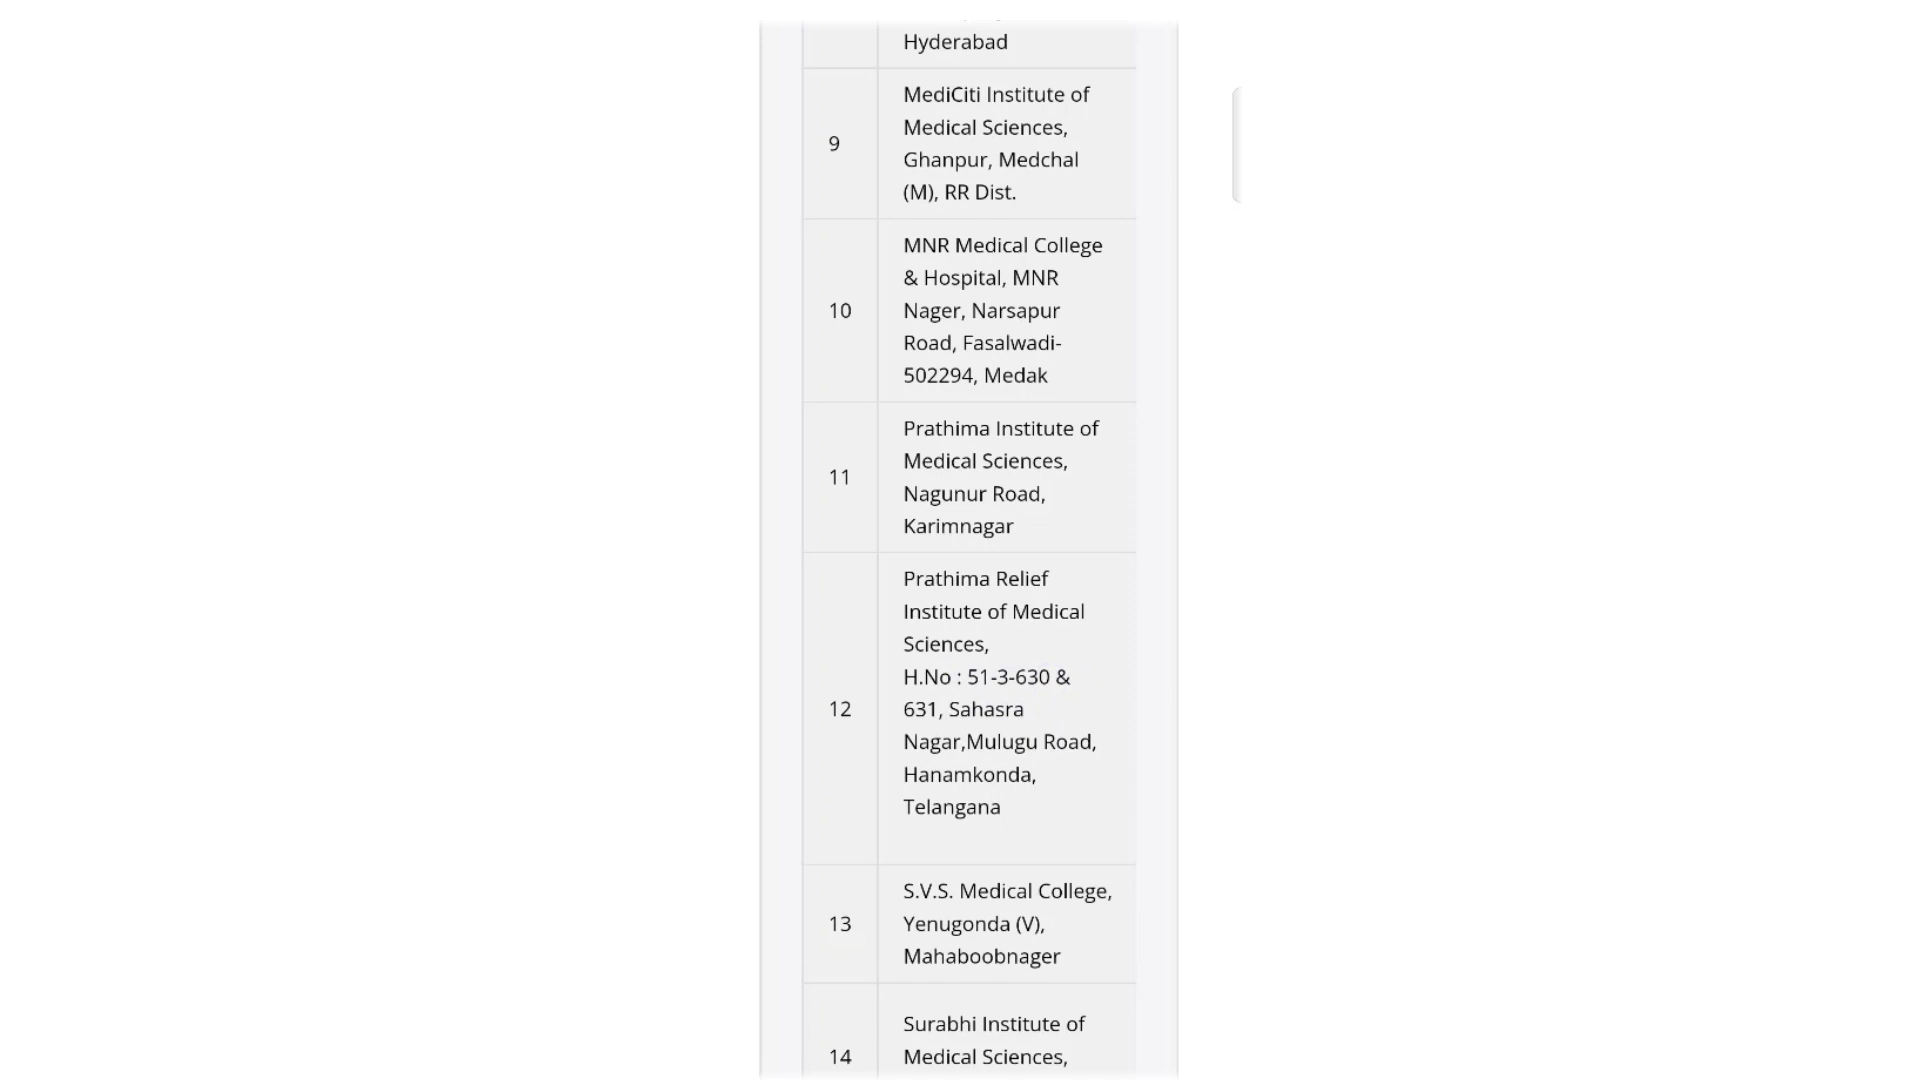 Hyderabad
9
MediCiti Institute of
Medical Sciences,
Ghanpur, Medchal
(M), RR Dist.
10
MNR Medical College
& Hospital, MNR
Nager, Narsapur
Road, Fasalwadi-
502294, Medak
11
Prathima Institute of
Medical Sciences,
Nagunur Road,
Karimnagar
12
Prathima Relief
Institute of Medical
Sciences,
H.No : 51-3-630 &
631, Sahasra
Nagar,Mulugu Road,
Hanamkonda,
Telangana
13
S.V.S. Medical College,
Yenugonda (V),
Mahaboobnager
14
Surabhi Institute of
Medical Sciences,